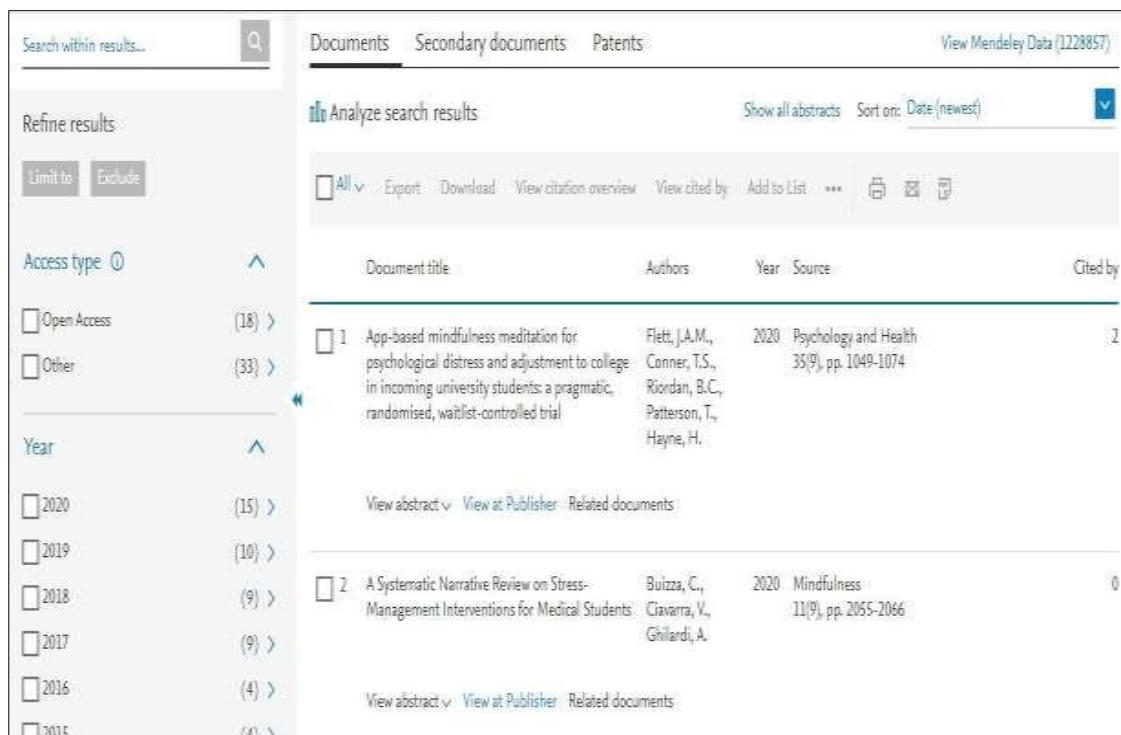 Search within results...
Refine results
Limit to Exclude
Access type
Open Access (18)
Other (33)
Year
2020 (15)
2019 (10)
2018 (9)
2017 (9)
2016 (4)
2015 (4)
Documents Secondary documents Patents View Mendeley Data (1228857)
Analyze search results Show all abstracts Sort on: Date (newest)
All Export Download View citation overview View cited by Add to List •••
Document title Authors Year Source Cited by
1 App-based mindfulness meditation for Flett, J.A.M., 2020 Psychology and Health 2
psychological distress and adjustment to college Conner, T.S., 35(9), pp. 1049-1074
in incoming university students: a pragmatic, Riordan, B.C.,
randomised, waitlist-controlled trial Patterson, T.,
Hayne, H.
View abstract View at Publisher Related documents
2 A Systematic Narrative Review on Stress- Buizza, C., 2020 Mindfulness 0
Management Interventions for Medical Students Ciavarra, V., 11(9), pp. 2055-2066
Ghilardi, A.
View abstract View at Publisher Related documents